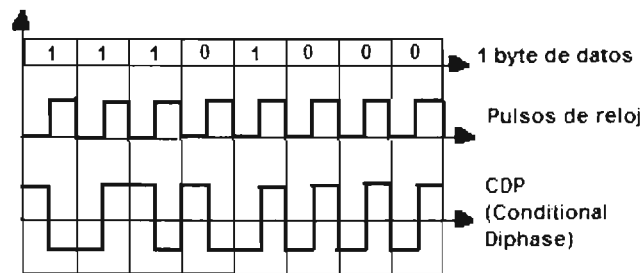 1 1 1 0 1 0 0 0
1 byte de datos
Pulsos de reloj
CDP
(Conditional
Diphase)